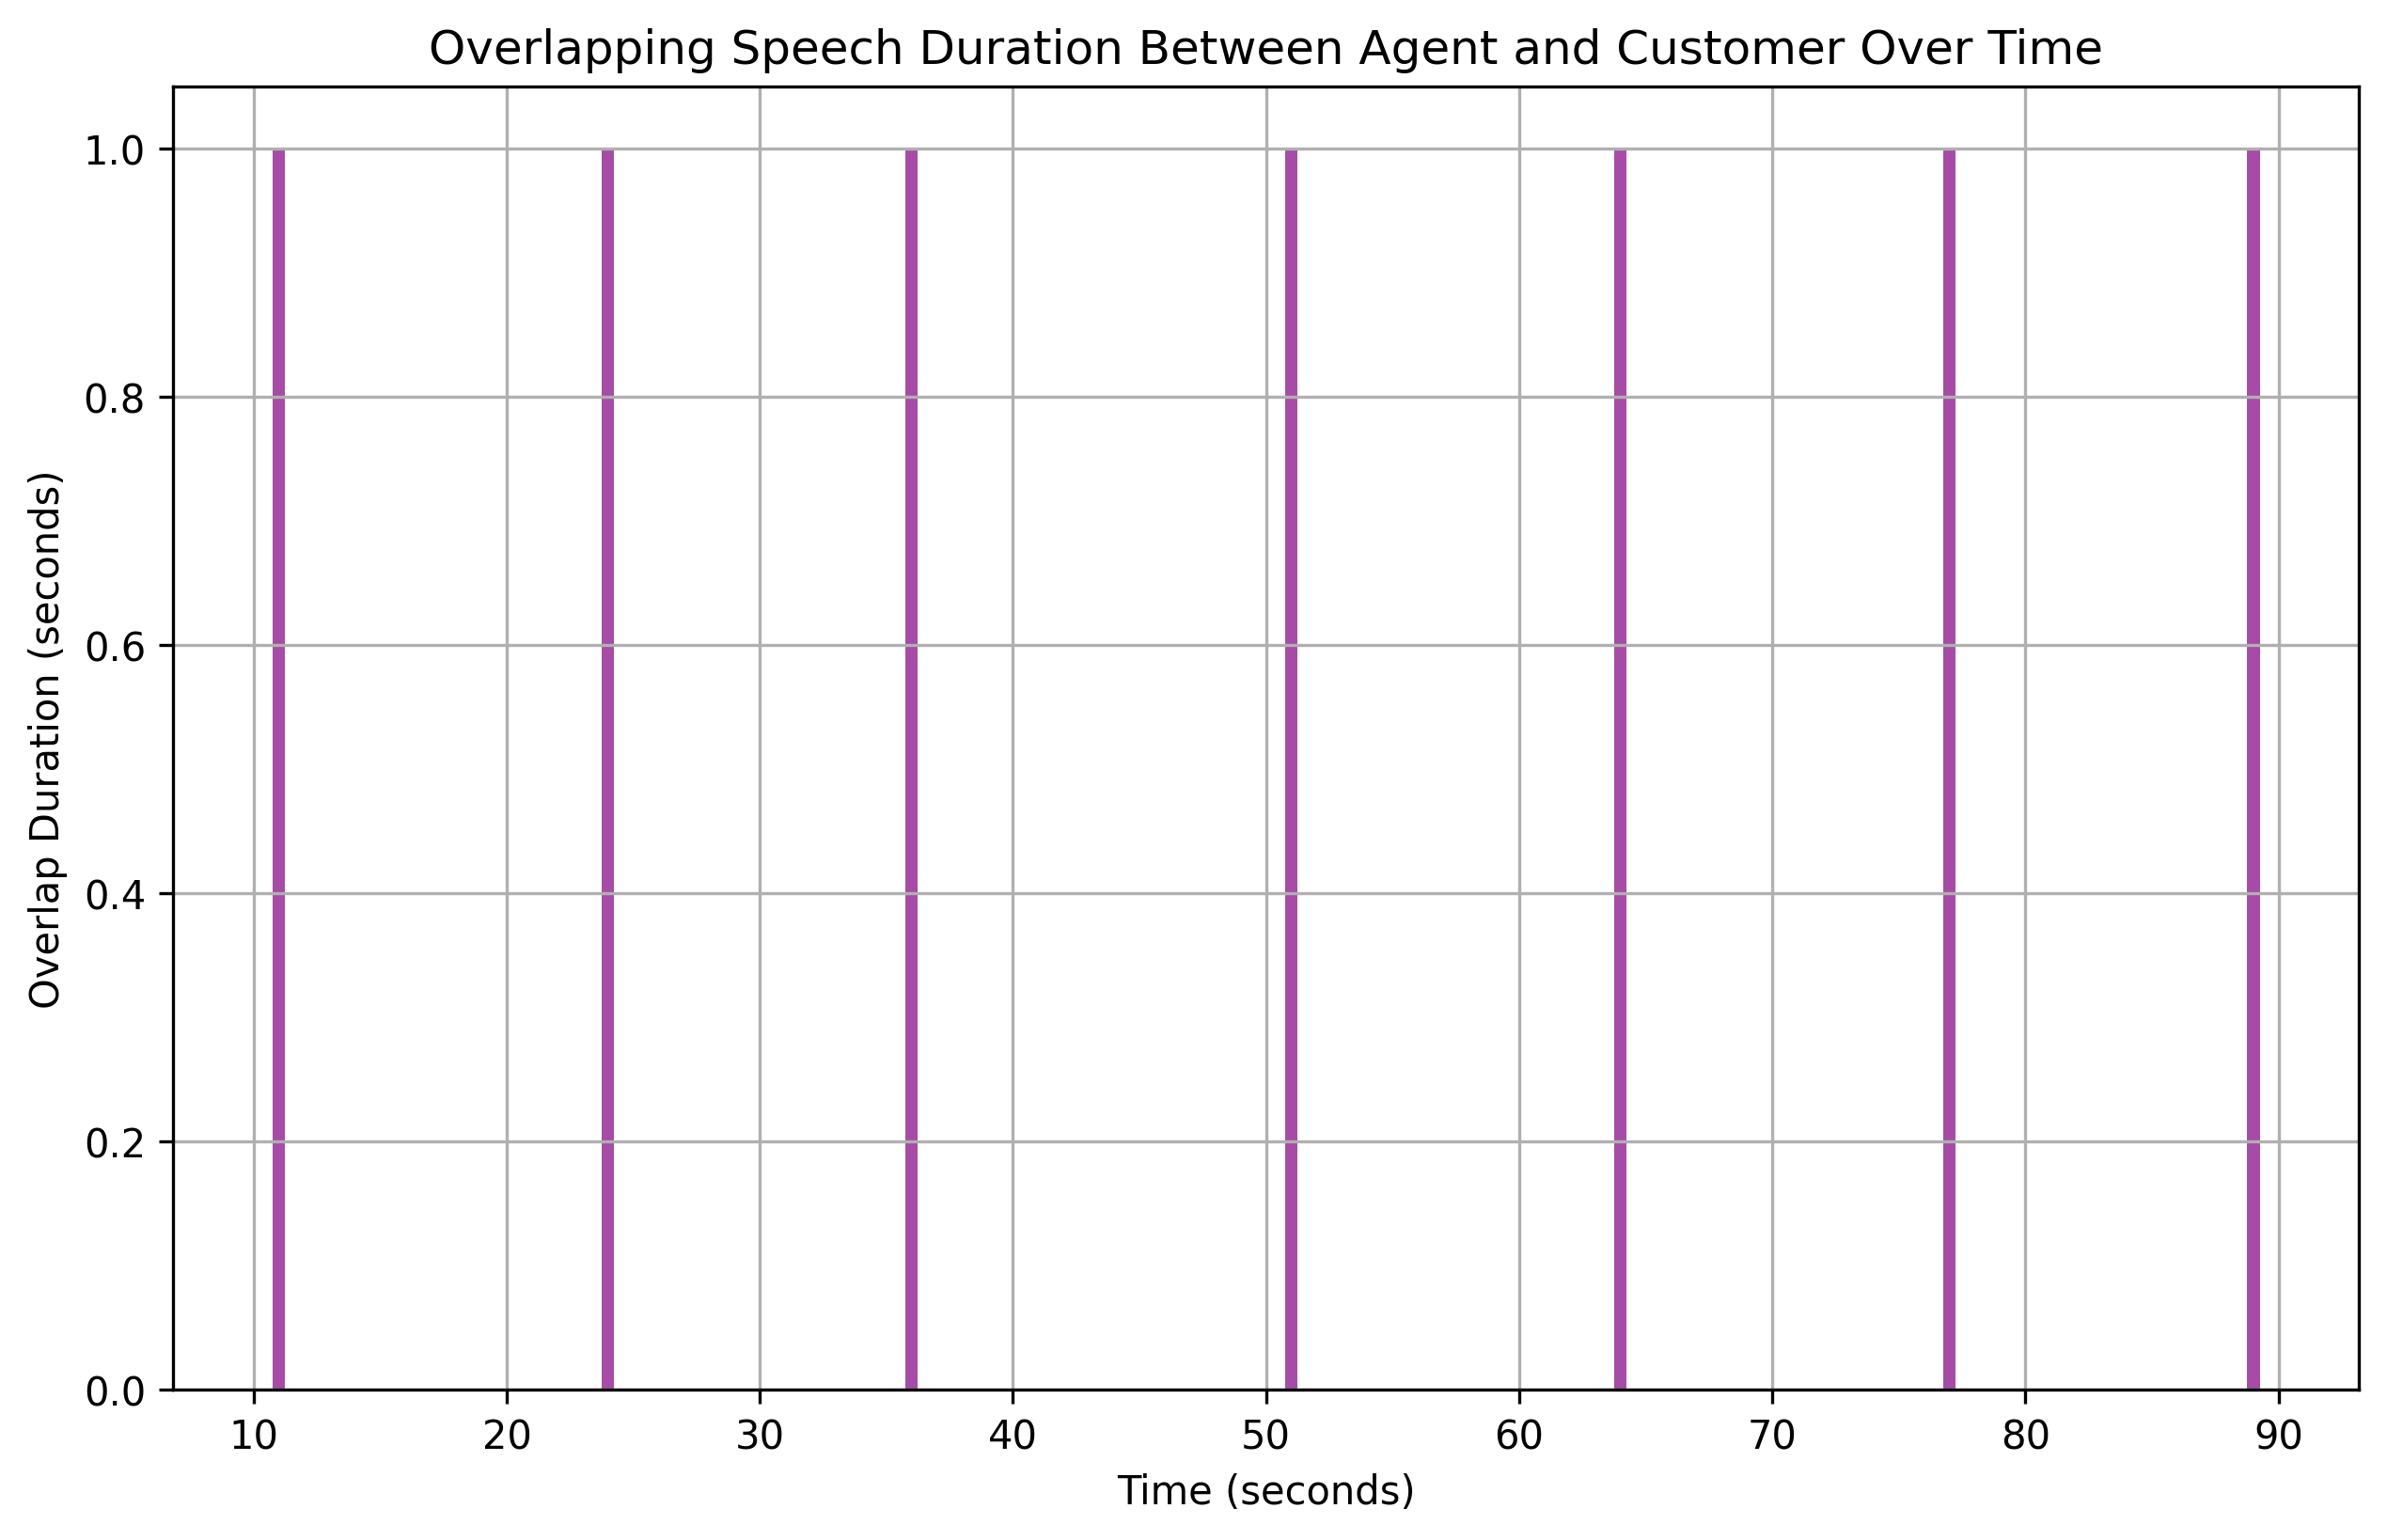 Overlapping Speech Duration Between Agent and Customer Over Time
Overlap Duration (seconds)
1.0
0.8
0.6
0.4
0.2
0.0
10 20 30 40 50 60 70 80 90
Time (seconds)